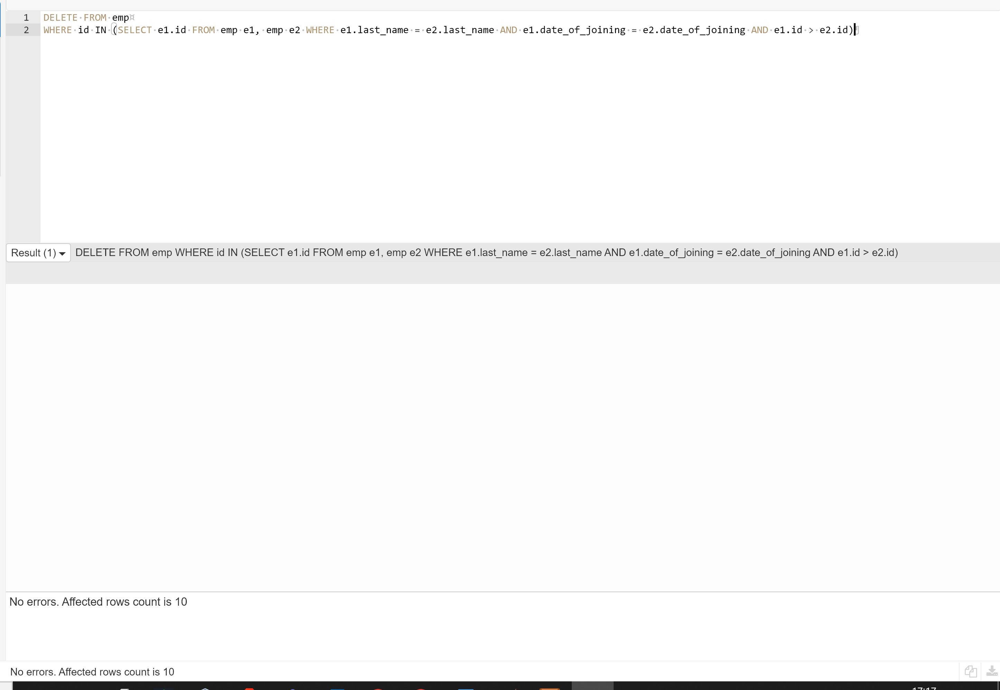 1 DELETE FROM emp
2 WHERE id IN (SELECT e1.id FROM emp e1, emp e2 WHERE e1.last_name = e2.last_name AND e1.date_of_joining = e2.date_of_joining AND e1.id > e2.id)
Result (1) DELETE FROM emp WHERE id IN (SELECT e1.id FROM emp e1, emp e2 WHERE e1.last_name = e2.last_name AND e1.date_of_joining = e2.date_of_joining AND e1.id > e2.id)
No errors. Affected rows count is 10
No errors. Affected rows count is 10